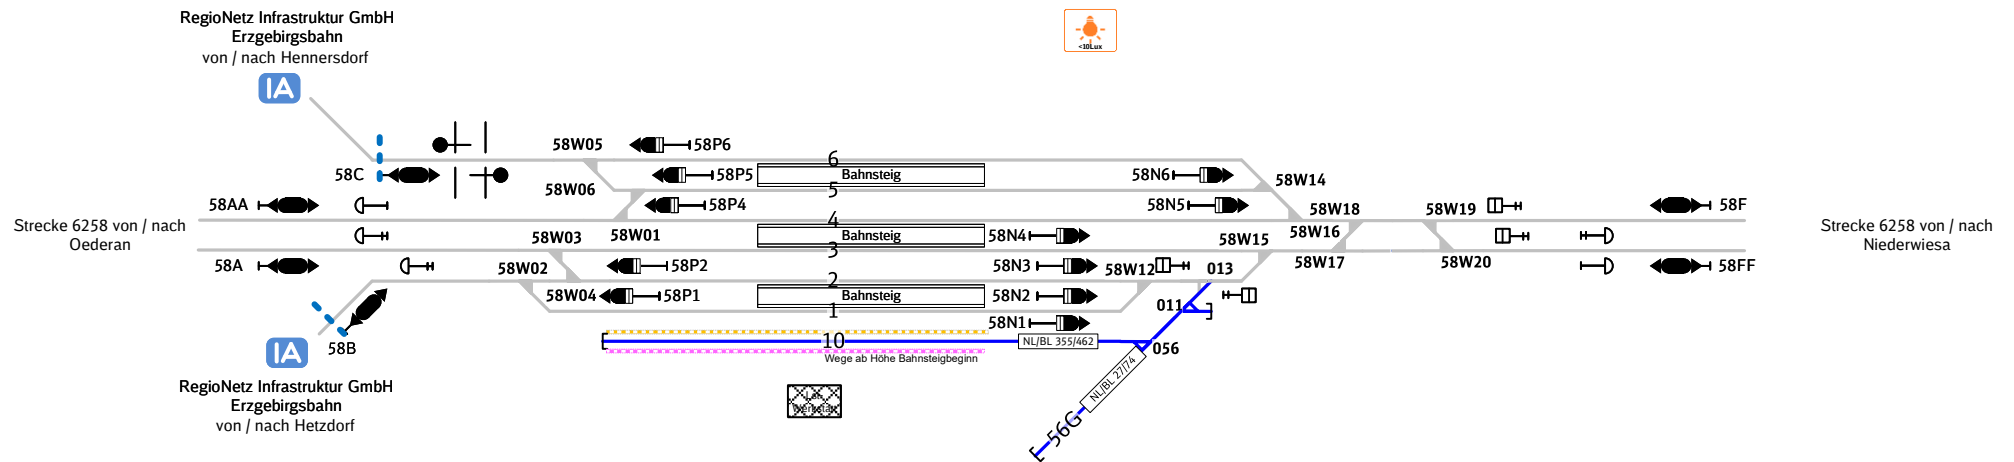 RegioNetz Infrastruktur GmbH
Erzgebirgsbahn
von / nach Hennersdorf
IA
<10Lux
58W05
58P6
6
58C
58P5
Bahnsteig
58N6
58W14
58W06
5
58AA
58P4
58N5
58W18
58W19
58F
Strecke 6258 von / nach
Oederan
4
58W03
58W01
Bahnsteig
58N4
58W15
58W16
Strecke 6258 von / nach
Niederwiesa
3
58A
58W02
58P2
58N3
58W12
013
58W17
58W20
58FF
2
58W04
58P1
Bahnsteig
58N2
011
1
58N1
10
NL/BL 355/462
056
58B
IA
Wege ab Höhe Bahnsteigbeginn
NL/BL 27/74
56G
RegioNetz Infrastruktur GmbH
Erzgebirgsbahn
von / nach Hetzdorf